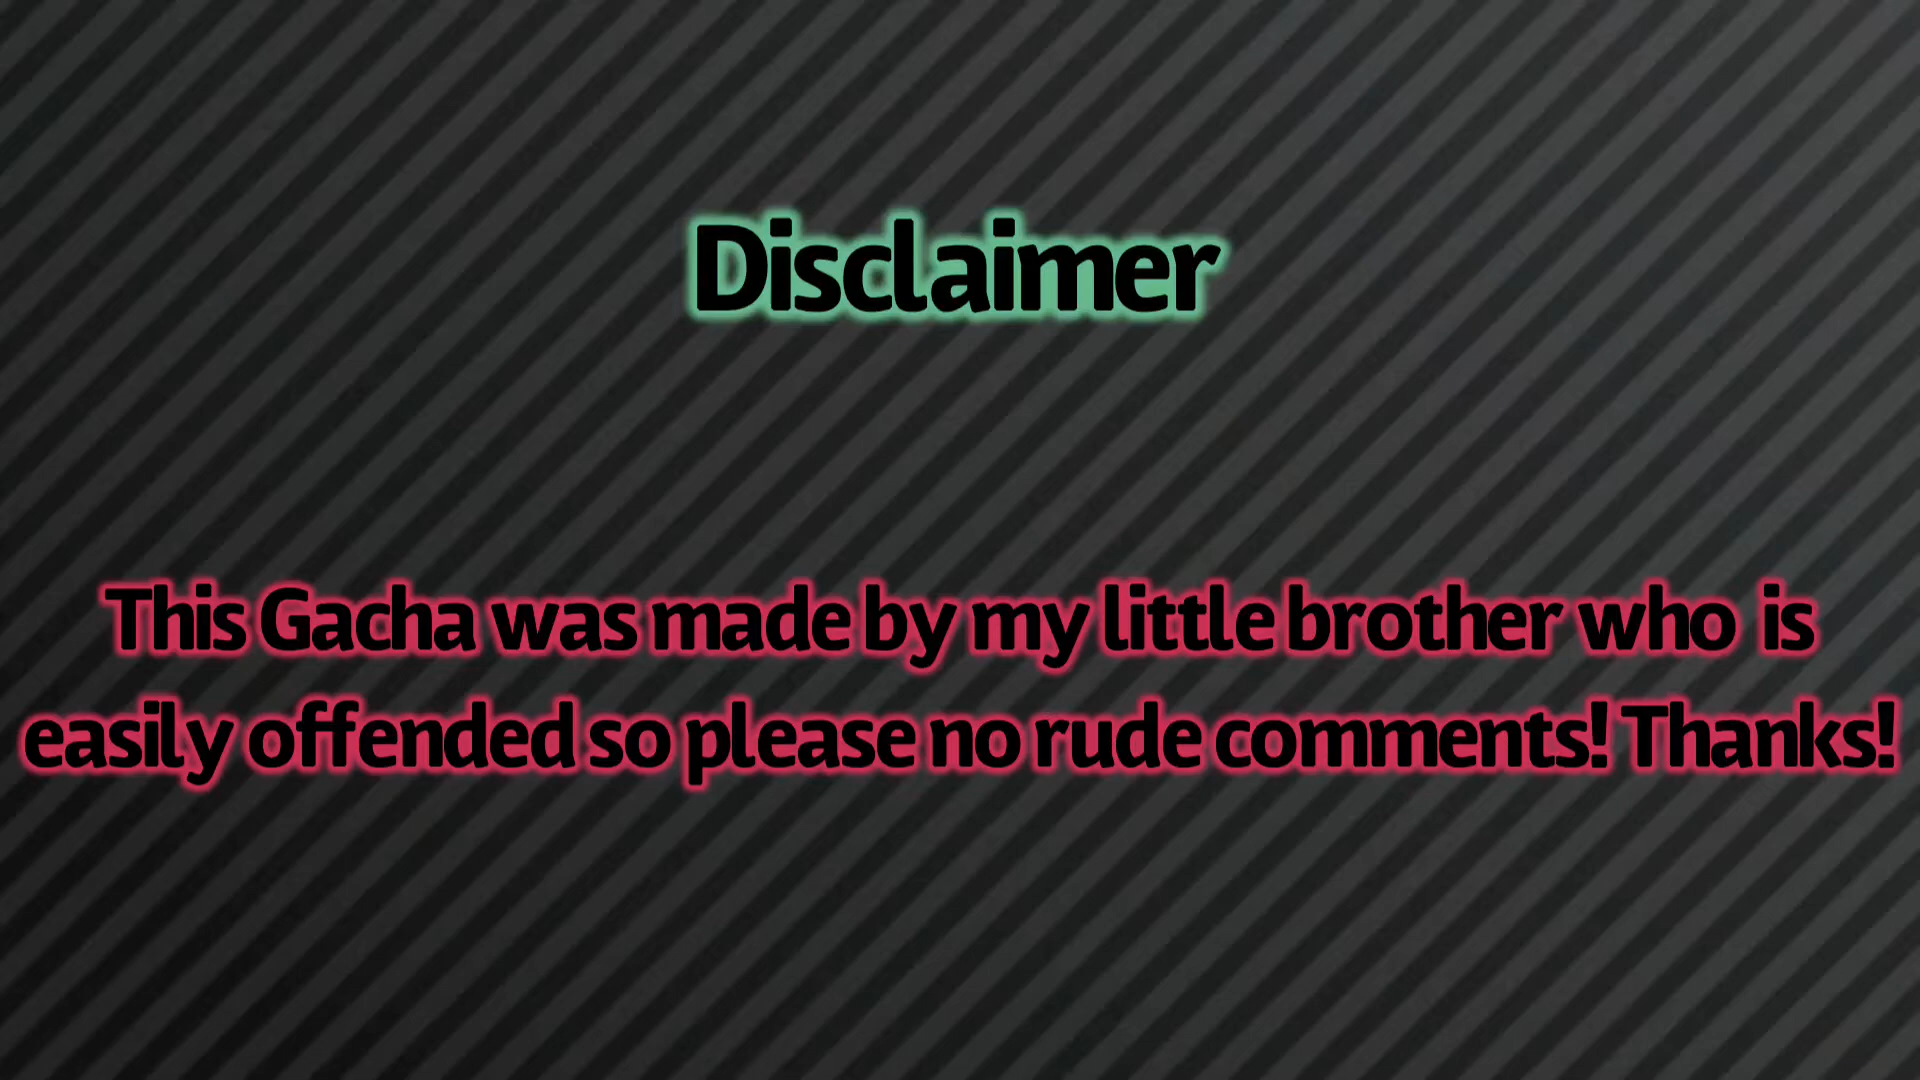 Disclaimer
This Gacha was made by my little brother who is
easily offended so please no rude comments! Thanks!